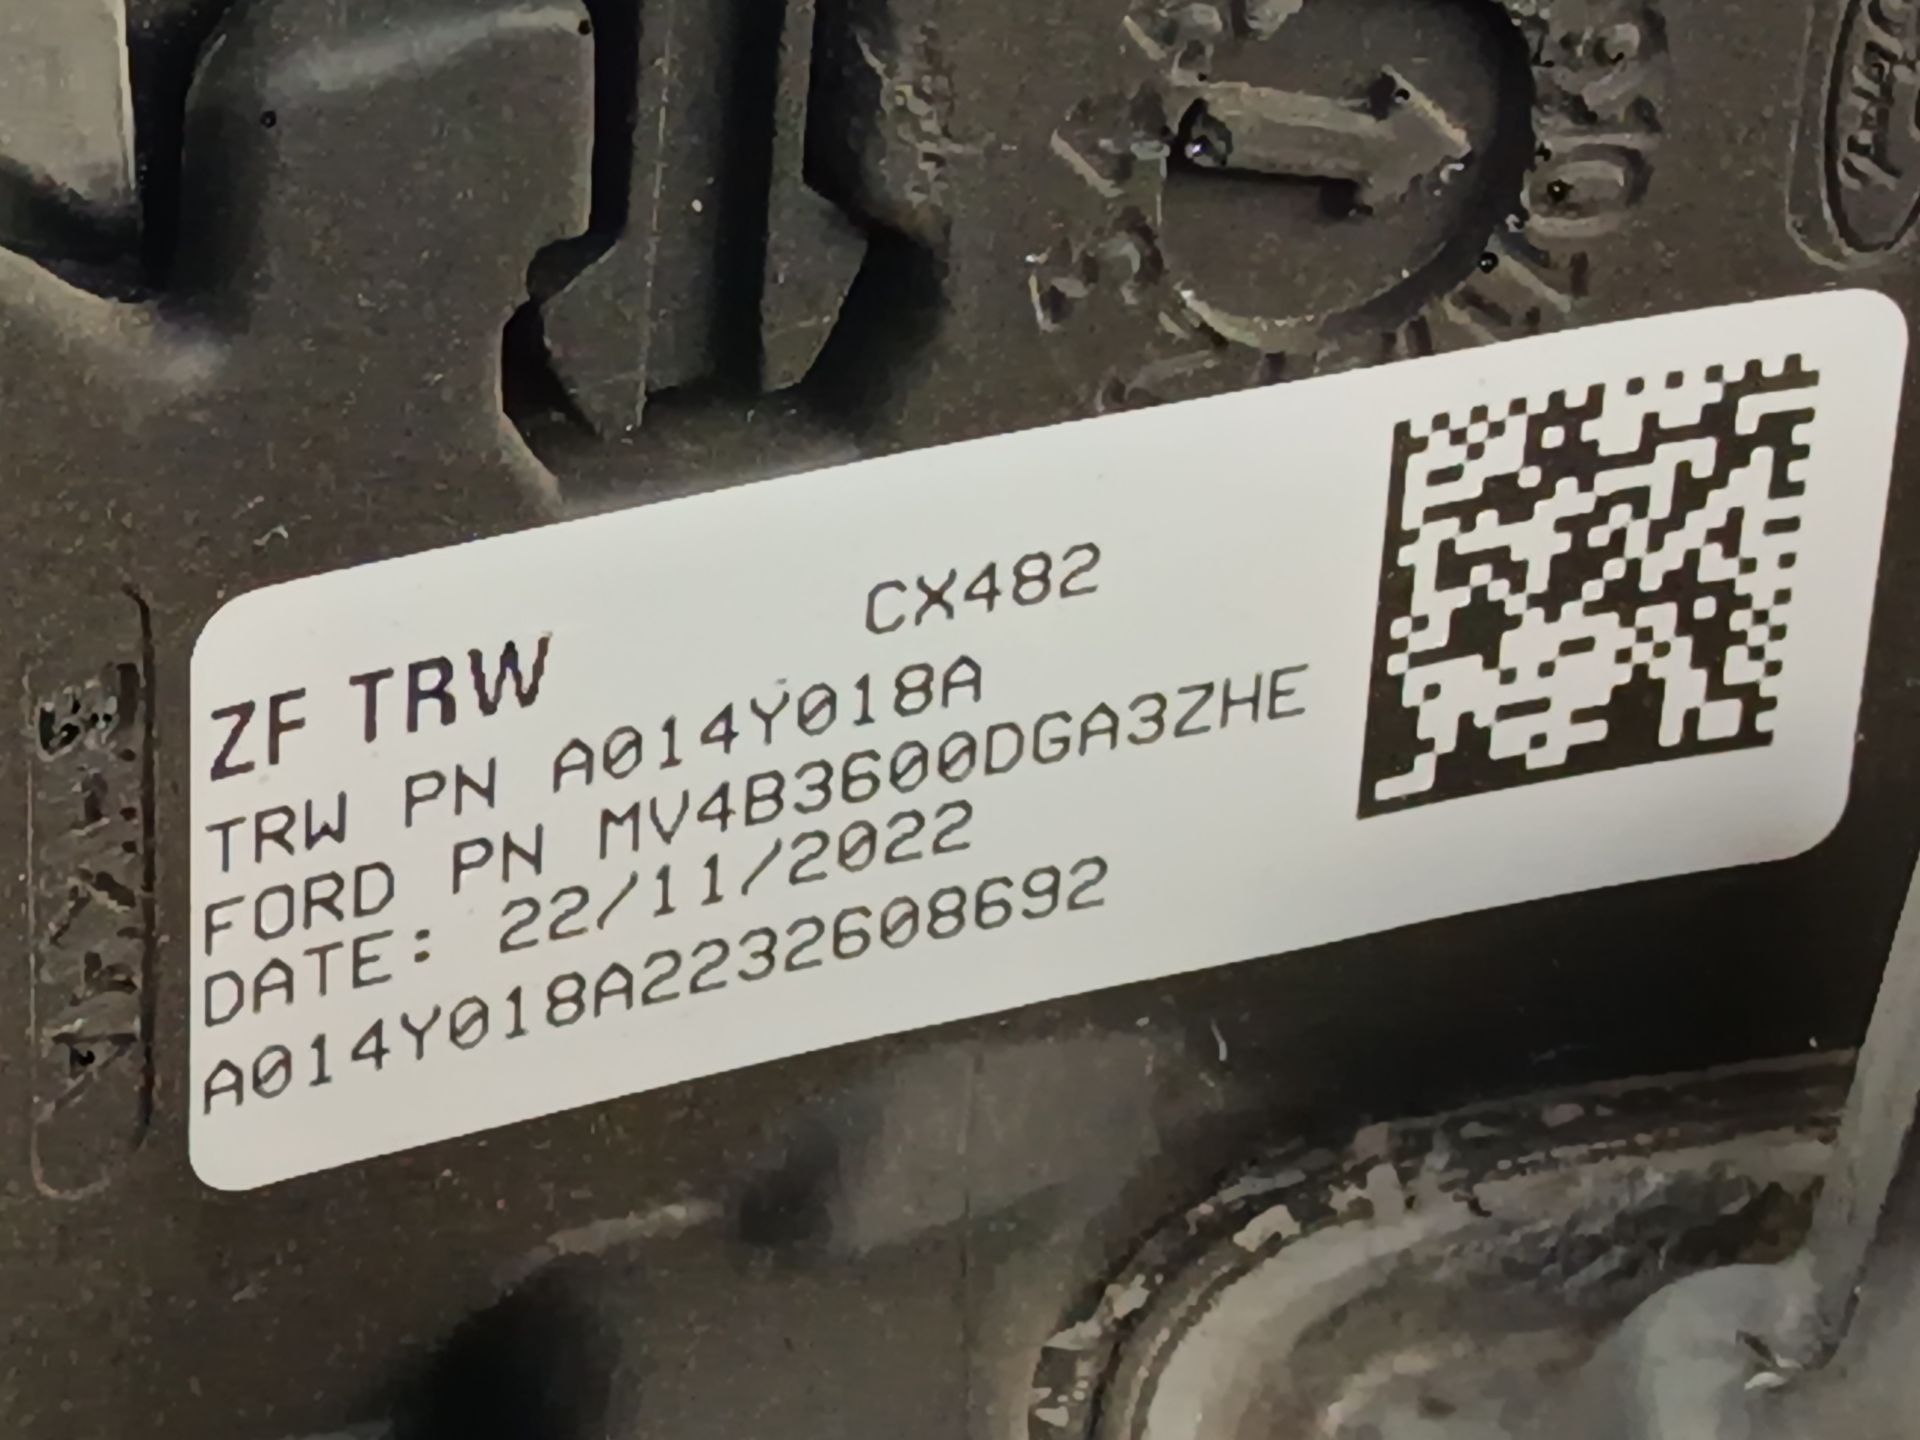 CX482
ZF TRW
TRW PN A014Y018A
FORD PN MV4B3600DGA3ZHE
DATE: 22/11/2022
A014Y018A2232608692